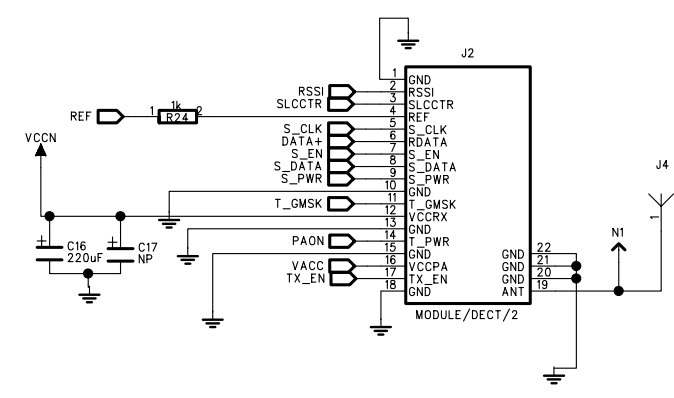 J2
1 GND
RSSI 2 RSSI
SLCCTR 3 SLCCTR
REF 1 1k R24 2 4 REF
S_CLK 5 S_CLK
DATA+ 6 RDATA
S_EN 7 S_EN
S_DATA 8 S_DATA
S_PWR 9 S_PWR
10 GND
T_GMSK 11 T_GMSK
VCCN 12 VCCRX
13 GND
PAON 14 T_PWR
15 GND
VACC 16 VCCPA
TX_EN 17 TX_EN
18 GND
GND 22
GND 21
GND 20
ANT 19
MODULE/DECT/2
C16
220uF
C17
NP
N1
J4
1